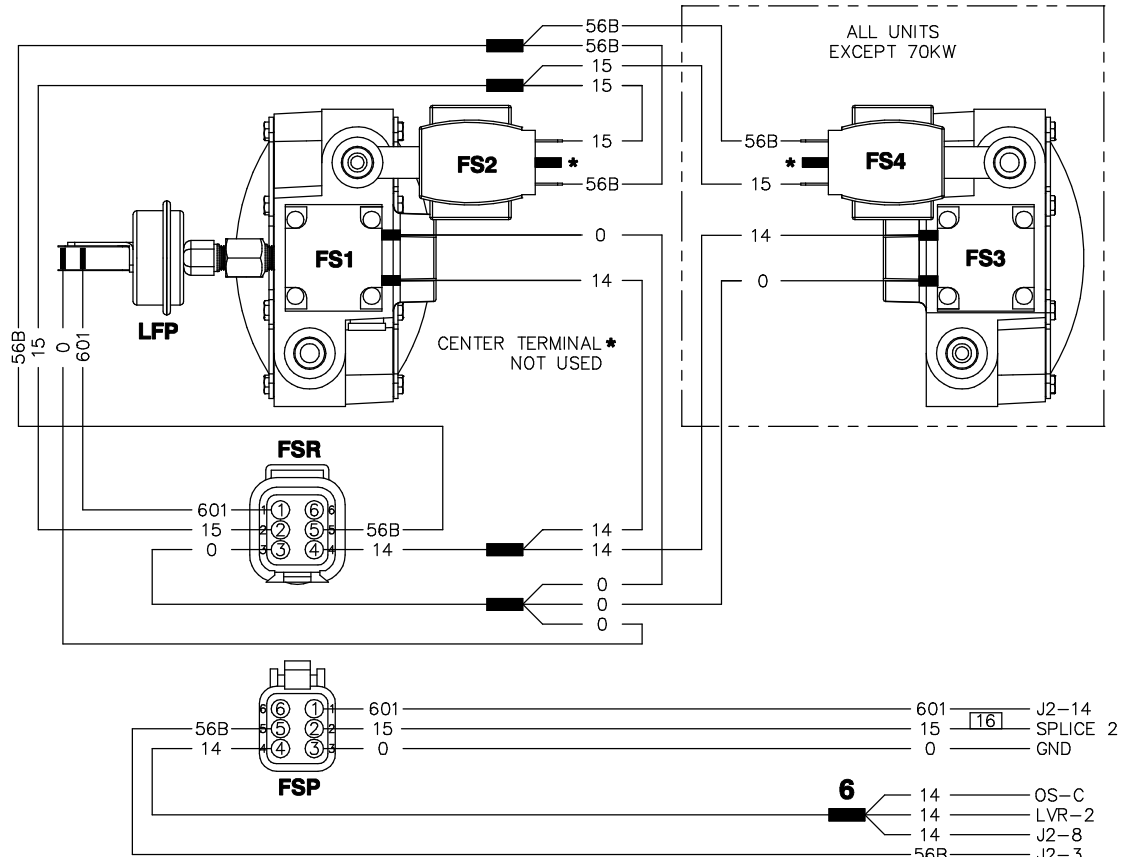 56B
56B
15
15
ALL UNITS
EXCEPT 70KW
15
56B
*
FS2
56B
15
*
FS4
0
14
FS1
14
0
FS3
LFP
CENTER TERMINAL*
NOT USED
56B
15
0
601
FSR
601
15
0
1
2
3
1
2
3
6
5
4
6
5
4
56B
14
14
14
0
0
0
6
5
4
6
5
4
1
2
3
1
2
3
56B
14
601
15
0
FSP
601
15
0
16
J2-14
SPLICE 2
GND
6
14 OS-C
14 LVR-2
14 J2-8
56B J2-3